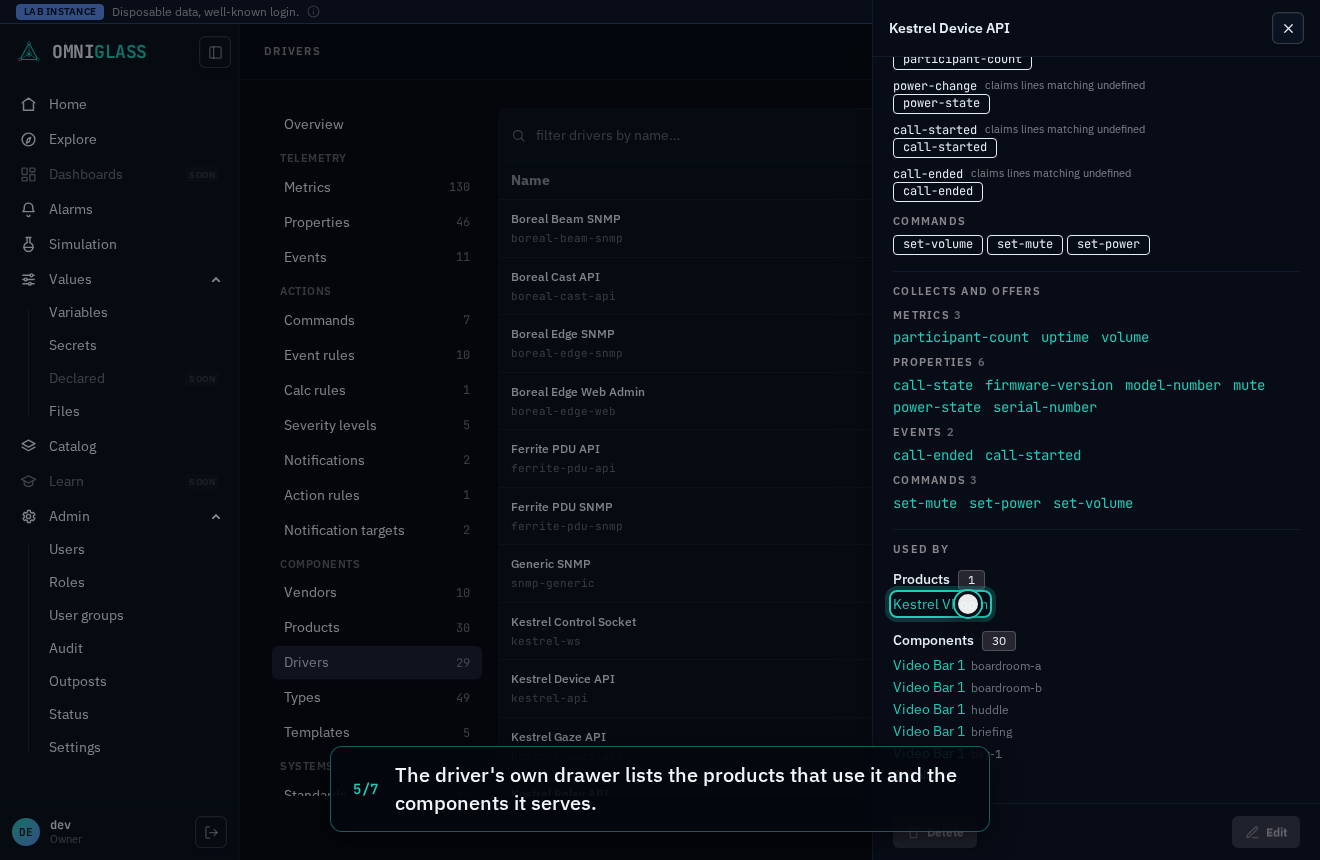 LAB INSTANCE Disposable data, well-known login.
OMNIGLASS
Home
Explore
Dashboards SOON
Alarms
Simulation
Values
Variables
Secrets
Declared SOON
Files
Catalog
Learn SOON
Admin
Users
Roles
User groups
Audit
Outposts
Status
Settings
DE dev
Owner
DRIVERS
Overview
TELEMETRY
Metrics 130
Properties 46
Events 11
ACTIONS
Commands 7
Event rules 10
Calc rules 1
Severity levels 5
Notifications 2
Action rules 1
Notification targets 2
COMPONENTS
Vendors 10
Products 30
Drivers 29
Types 49
Templates 5
SYSTEMS
Standards
filter drivers by name...
Name
Boreal Beam SNMP
boreal-beam-snmp
Boreal Cast API
boreal-cast-api
Boreal Edge SNMP
boreal-edge-snmp
Boreal Edge Web Admin
boreal-edge-web
Ferrite PDU API
ferrite-pdu-api
Ferrite PDU SNMP
ferrite-pdu-snmp
Generic SNMP
snmp-generic
Kestrel Control Socket
kestrel-ws
Kestrel Device API
kestrel-api
Kestrel Gaze API
Kestrel Device API
participant-count
power-change claims lines matching undefined
power-state
call-started claims lines matching undefined
call-started
call-ended claims lines matching undefined
call-ended
COMMANDS
set-volume set-mute set-power
COLLECTS AND OFFERS
METRICS 3
participant-count uptime volume
PROPERTIES 6
call-state firmware-version model-number mute
power-state serial-number
EVENTS 2
call-ended call-started
COMMANDS 3
set-mute set-power set-volume
USED BY
Products 1
Kestrel
Components 30
Video Bar 1 boardroom-a
Video Bar 1 boardroom-b
Video Bar 1 huddle
Video Bar 1 briefing
Video Bar 1
Delete Edit
5/7 The driver's own drawer lists the products that use it and the
components it serves.